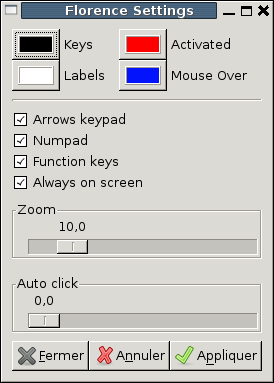 Florence Settings
Keys Activated
Labels Mouse Over
Arrows keypad
Numpad
Function keys
Always on screen
Zoom
10,0
Auto click
0,0
Fermer Annuler Appliquer